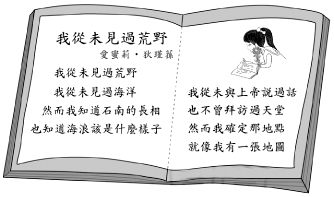 我從未見過荒野
愛蜜莉·狄瑾蓀
我從未見過荒野
我從未見過海洋
然而我知道石南的長相
也知道海浪該是什麼樣子
我從未與上帝說過話
也不曾拜訪過天堂
然而我確定那地點
就像我有一張地圖